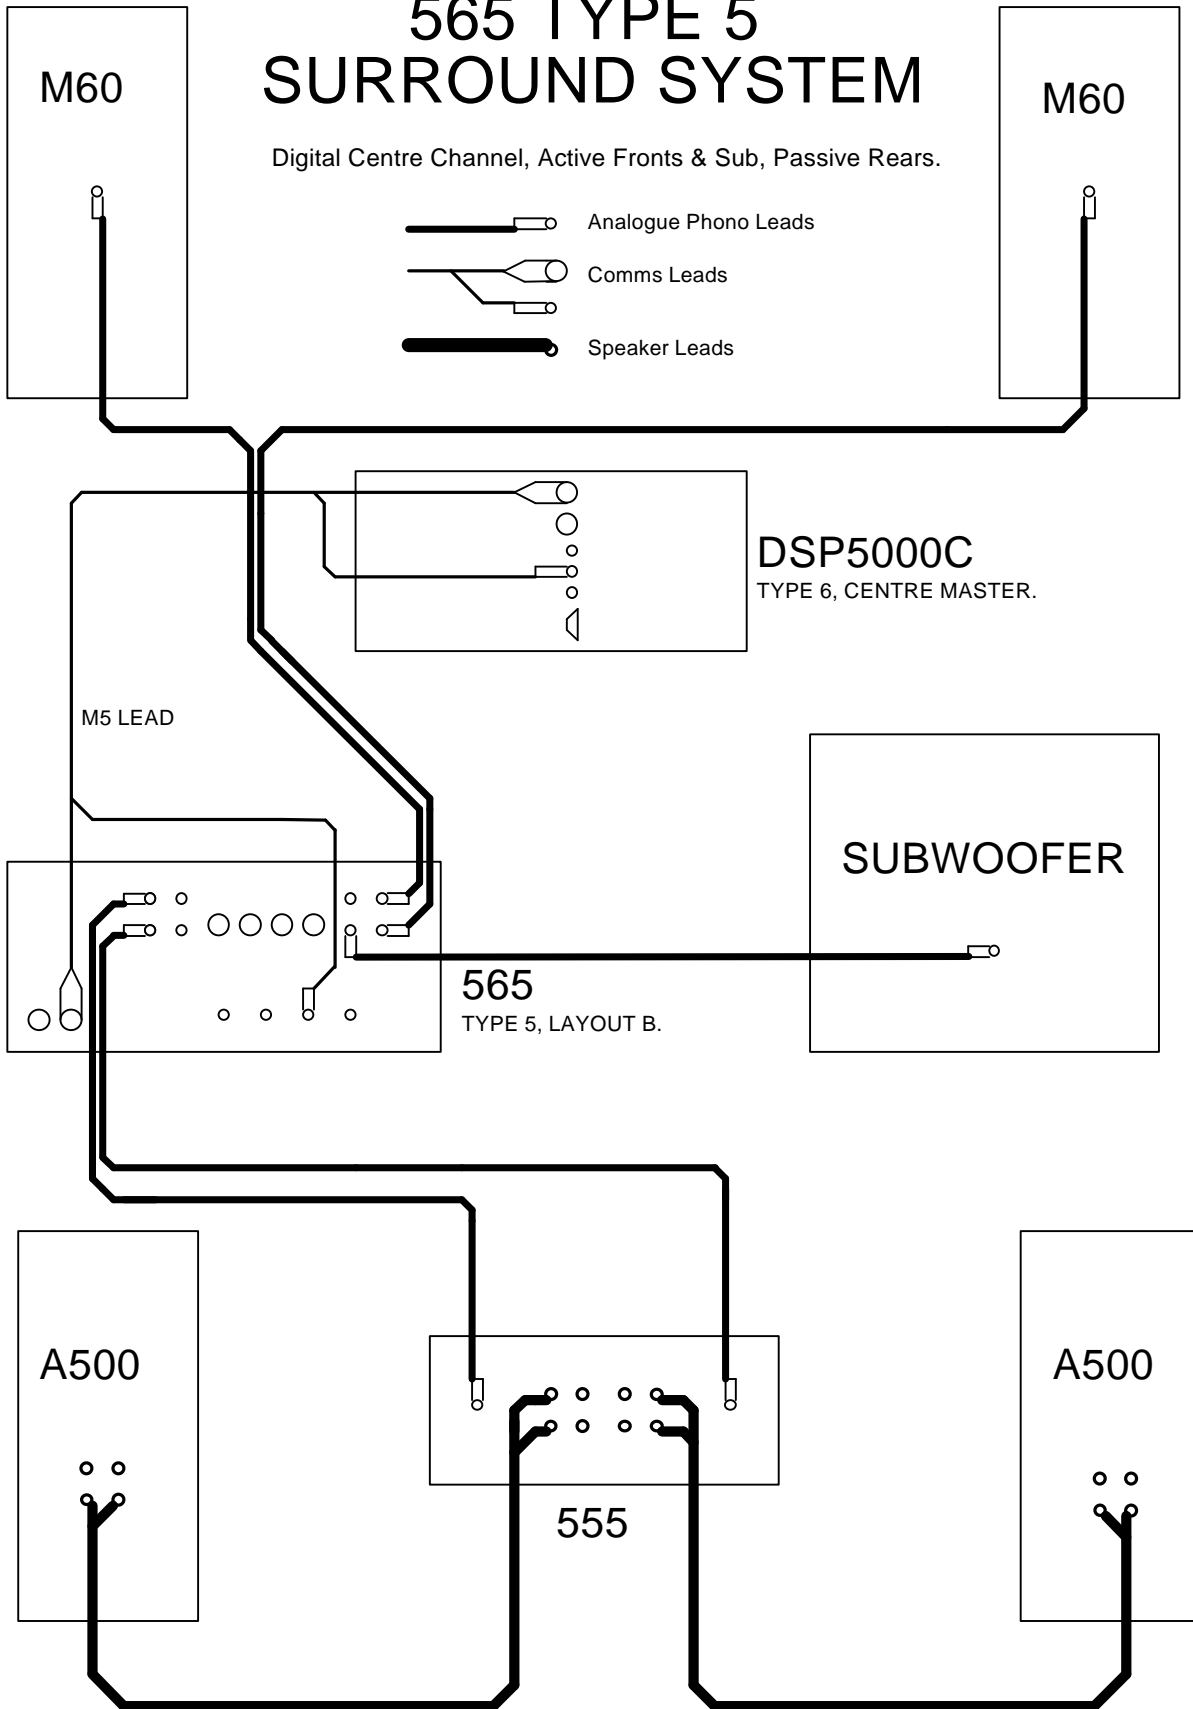 565 TYPE 5
SURROUND SYSTEM
M60
M60
Digital Centre Channel, Active Fronts & Sub, Passive Rears.
Analogue Phono Leads
Comms Leads
Speaker Leads
DSP5000C
TYPE 6, CENTRE MASTER.
M5 LEAD
SUBWOOFER
565
TYPE 5, LAYOUT B.
A500
A500
555